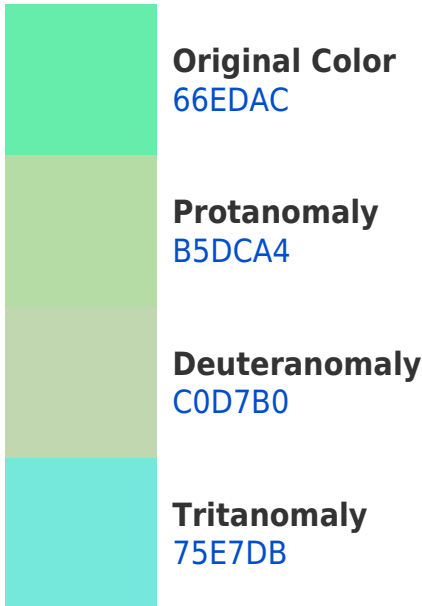 Original Color
66EDAC
Protanomaly
B5DCA4
Deuteranomaly
C0D7B0
Tritanomaly
75E7DB